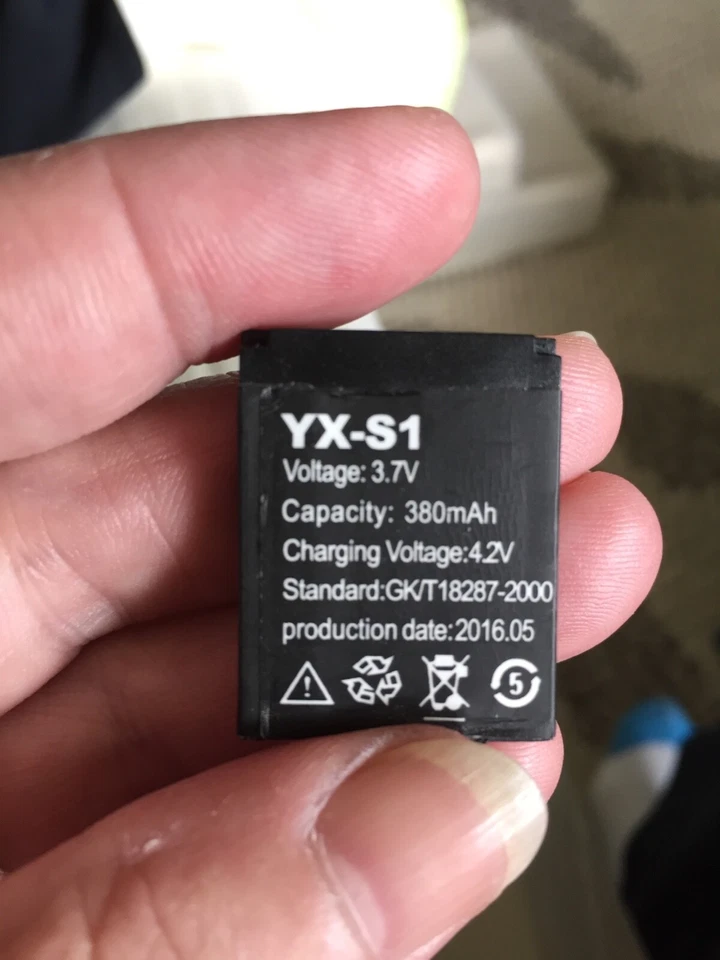 YX-S1
Voltage: 3.7V
Capacity: 380mAh
Charging Voltage:4.2V
Standard:GK/T18287-2000
production date:2016.05
5